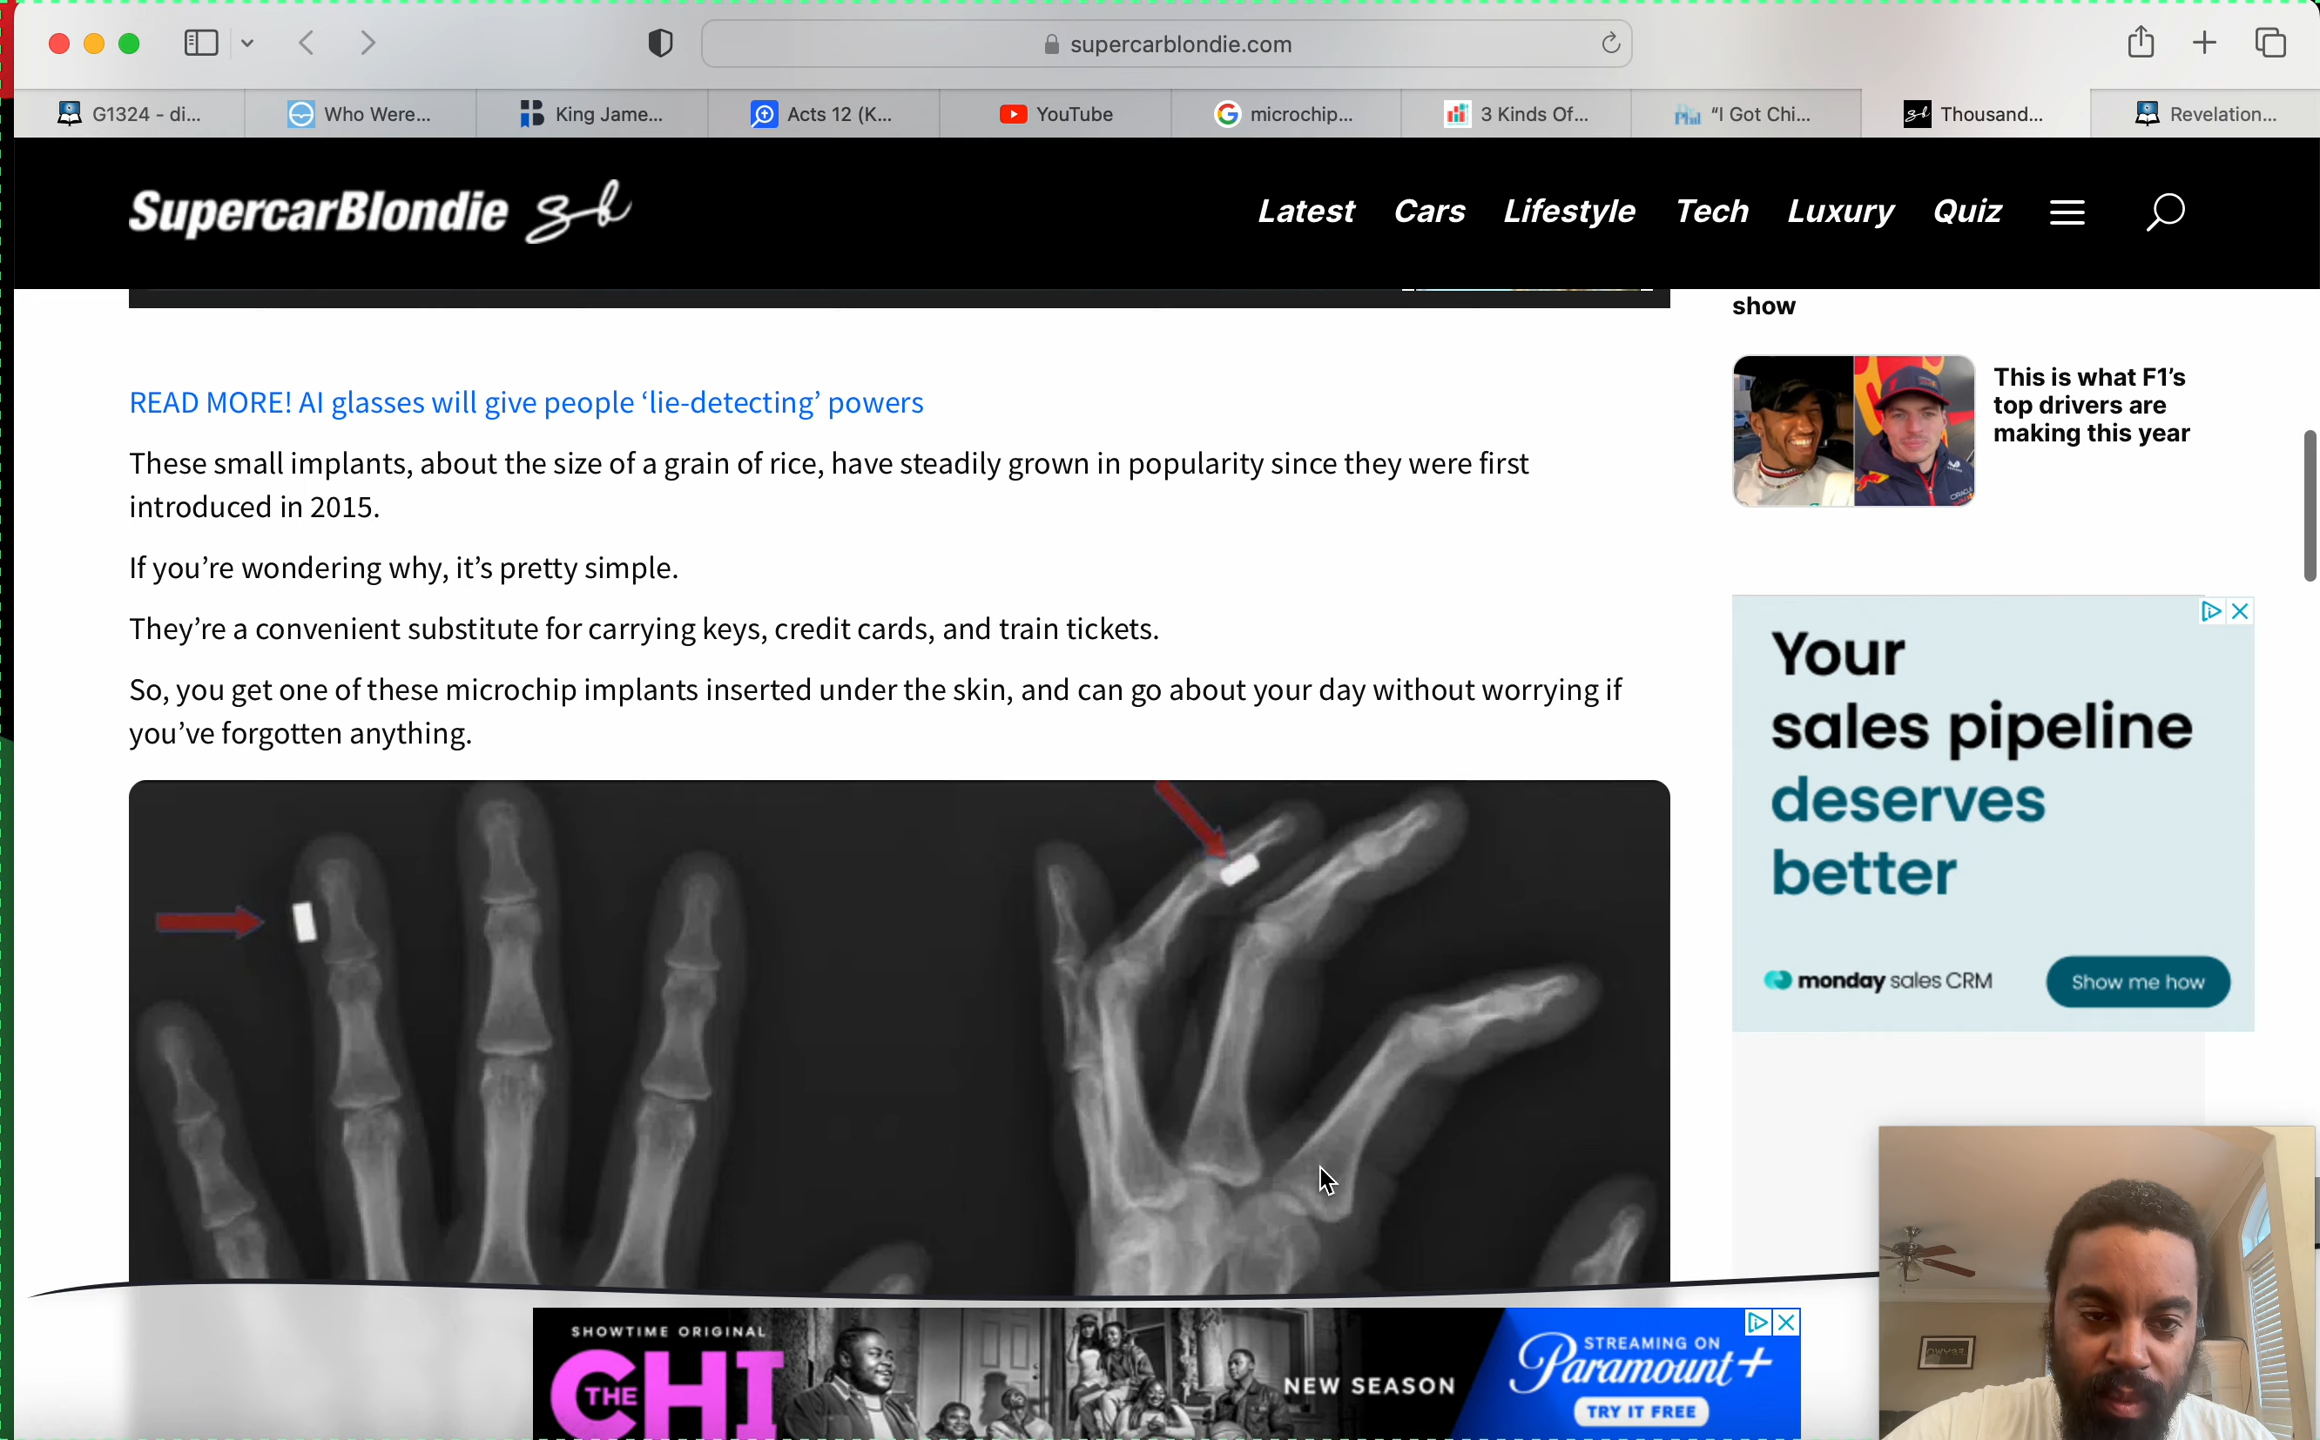 supercarblondie.com
G1324 - di...
Who Were...
King Jame...
Acts 12 (K...
YouTube
microchip...
3 Kinds Of...
“I Got Chi...
Thousand...
Revelation...
SupercarBlondie sb
Latest
Cars
Lifestyle
Tech
Luxury
Quiz
show
This is what F1’s
top drivers are
making this year
READ MORE! AI glasses will give people ‘lie-detecting’ powers
These small implants, about the size of a grain of rice, have steadily grown in popularity since they were first
introduced in 2015.
If you’re wondering why, it’s pretty simple.
They’re a convenient substitute for carrying keys, credit cards, and train tickets.
So, you get one of these microchip implants inserted under the skin, and can go about your day without worrying if
you’ve forgotten anything.
Your
sales pipeline
deserves
better
monday sales CRM
Show me how
SHOWTIME ORIGINAL
THE CHI
NEW SEASON
STREAMING ON
Paramount+
TRY IT FREE